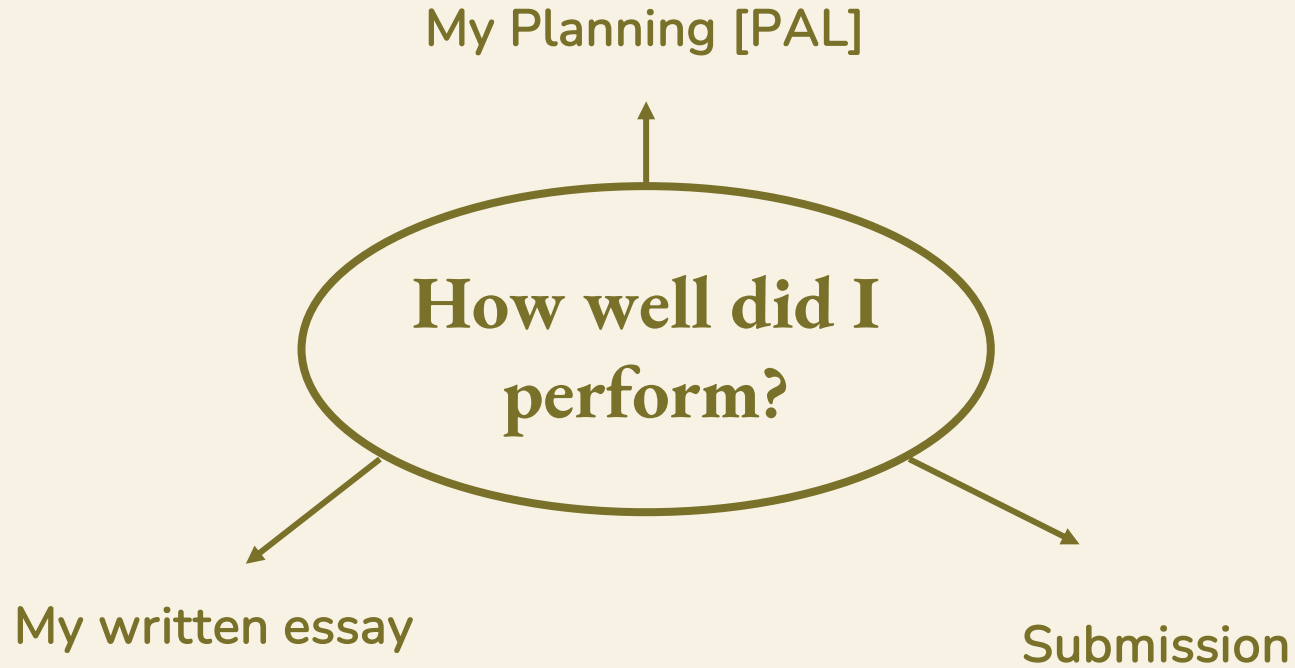 My Planning [PAL]
How well did I
perform?
My written essay
Submission